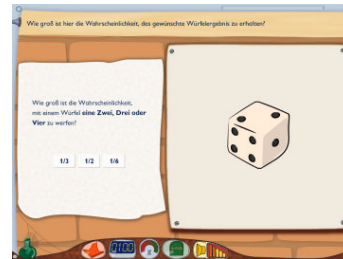 Wie groß ist hier die Wahrscheinlichkeit, das gewünschte Würfelergebnis zu erhalten?
Wie groß ist die Wahrscheinlichkeit,
mit einem Würfel eine Zwei, Drei oder
Vier zu werfen?
1/3 1/2 1/6
0100